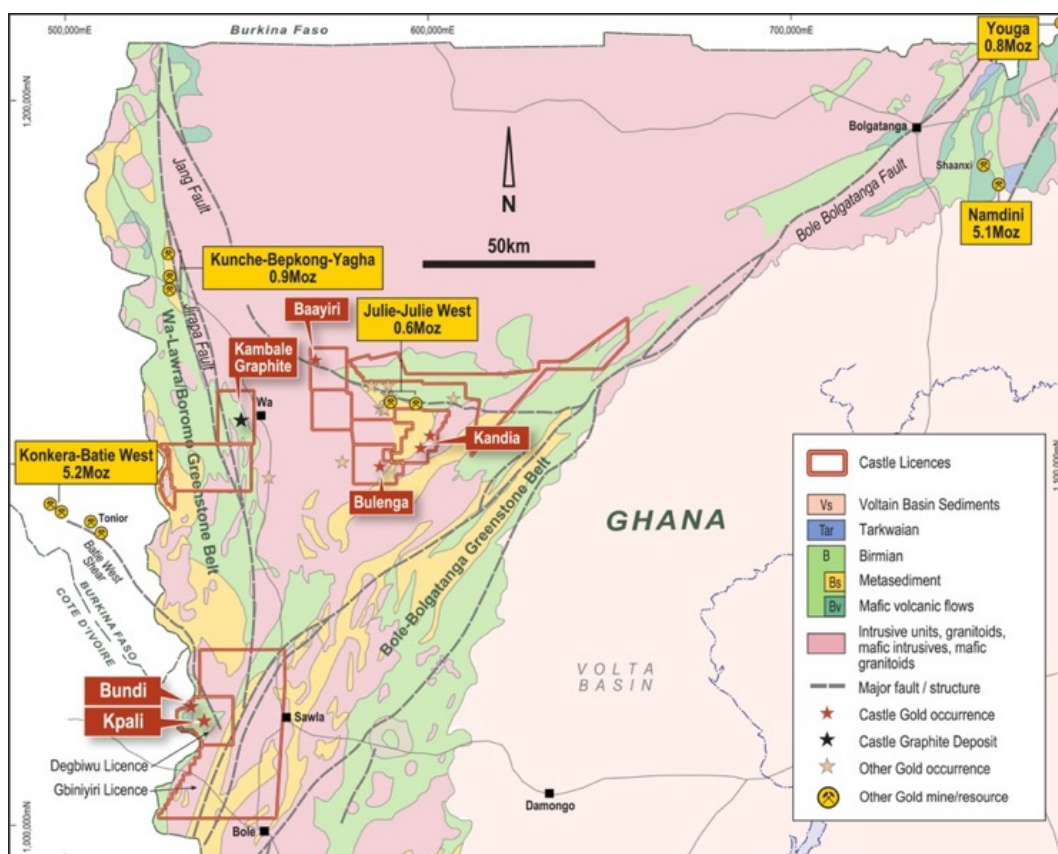 500,000mE
Burkina Faso
600,000mE
700,000mE
Youga
0.8Moz
1,200,000mN
Bolgatanga
Jang Fault
Shaanxi
N
Bole Bolgatanga Fault
Namdini
5.1Moz
50km
Kunche-Bepkong-Yagha
0.9Moz
Baayiri
Julie-Julie West
0.6Moz
Jirapa Fault
Wa-Lawra/Boromo Greenstone Belt
Kambale
Graphite
Wa
Kandia
Konkera-Batie West
5.2Moz
Bulenga
Tonior
Batie West
Shear
BURKINA FASO
COTE D'IVOIRE
GHANA
Bole-Bolgatanga Greenstone Belt
1,100,000mN
VOLTA
BASIN
Bundi
Kpali
Sawla
Degbiwu Licence
Gbiniyiri Licence
Damongo
Bole
1,000,000mN
Castle Licences
Vs Voltain Basin Sediments
Tar Tarkwaian
B Birmian
Bs Metasediment
Bv Mafic volcanic flows
Intrusive units, granitoids,
mafic intrusives, mafic
granitoids
Major fault / structure
Castle Gold occurrence
Castle Graphite Deposit
Other Gold occurrence
Other Gold mine/resource